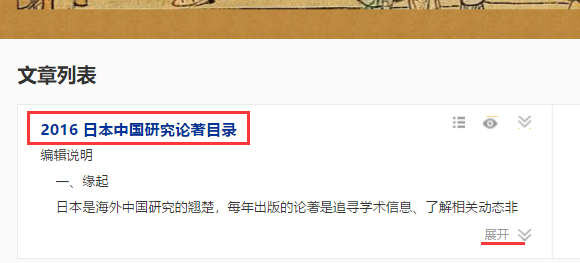 文章列表
2016 日本中国研究论著目录
编辑说明
一、缘起
日本是海外中国研究的翘楚，每年出版的论著是追寻学术信息、了解相关动态非
展开